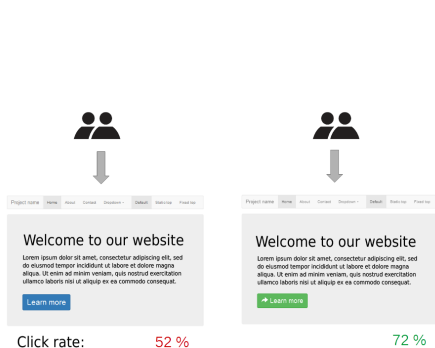 Project name Home About Contact Dropdown Default Static top Fixed top
Welcome to our website
Lorem ipsum dolor sit amet, consectetur adipiscing elit, sed
do eiusmod tempor incididunt ut labore et dolore magna
aliqua. Ut enim ad minim veniam, quis nostrud exercitation
ullamco laboris nisi ut aliquip ex ea commodo consequat.
Learn more
Click rate: 52 %
Project name Home About Contact Dropdown Default Static top Fixed top
Welcome to our website
Lorem ipsum dolor sit amet, consectetur adipiscing elit, sed
do eiusmod tempor incididunt ut labore et dolore magna
aliqua. Ut enim ad minim veniam, quis nostrud exercitation
ullamco laboris nisi ut aliquip ex ea commodo consequat.
Learn more
72 %